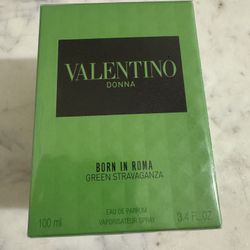 VALENTINO
DONNA
BORN IN ROMA
GREEN STRAVAGANZA
EAU DE PARFUM
VAPORISATEUR SPRAY
100 ml
3.4 FL.OZ